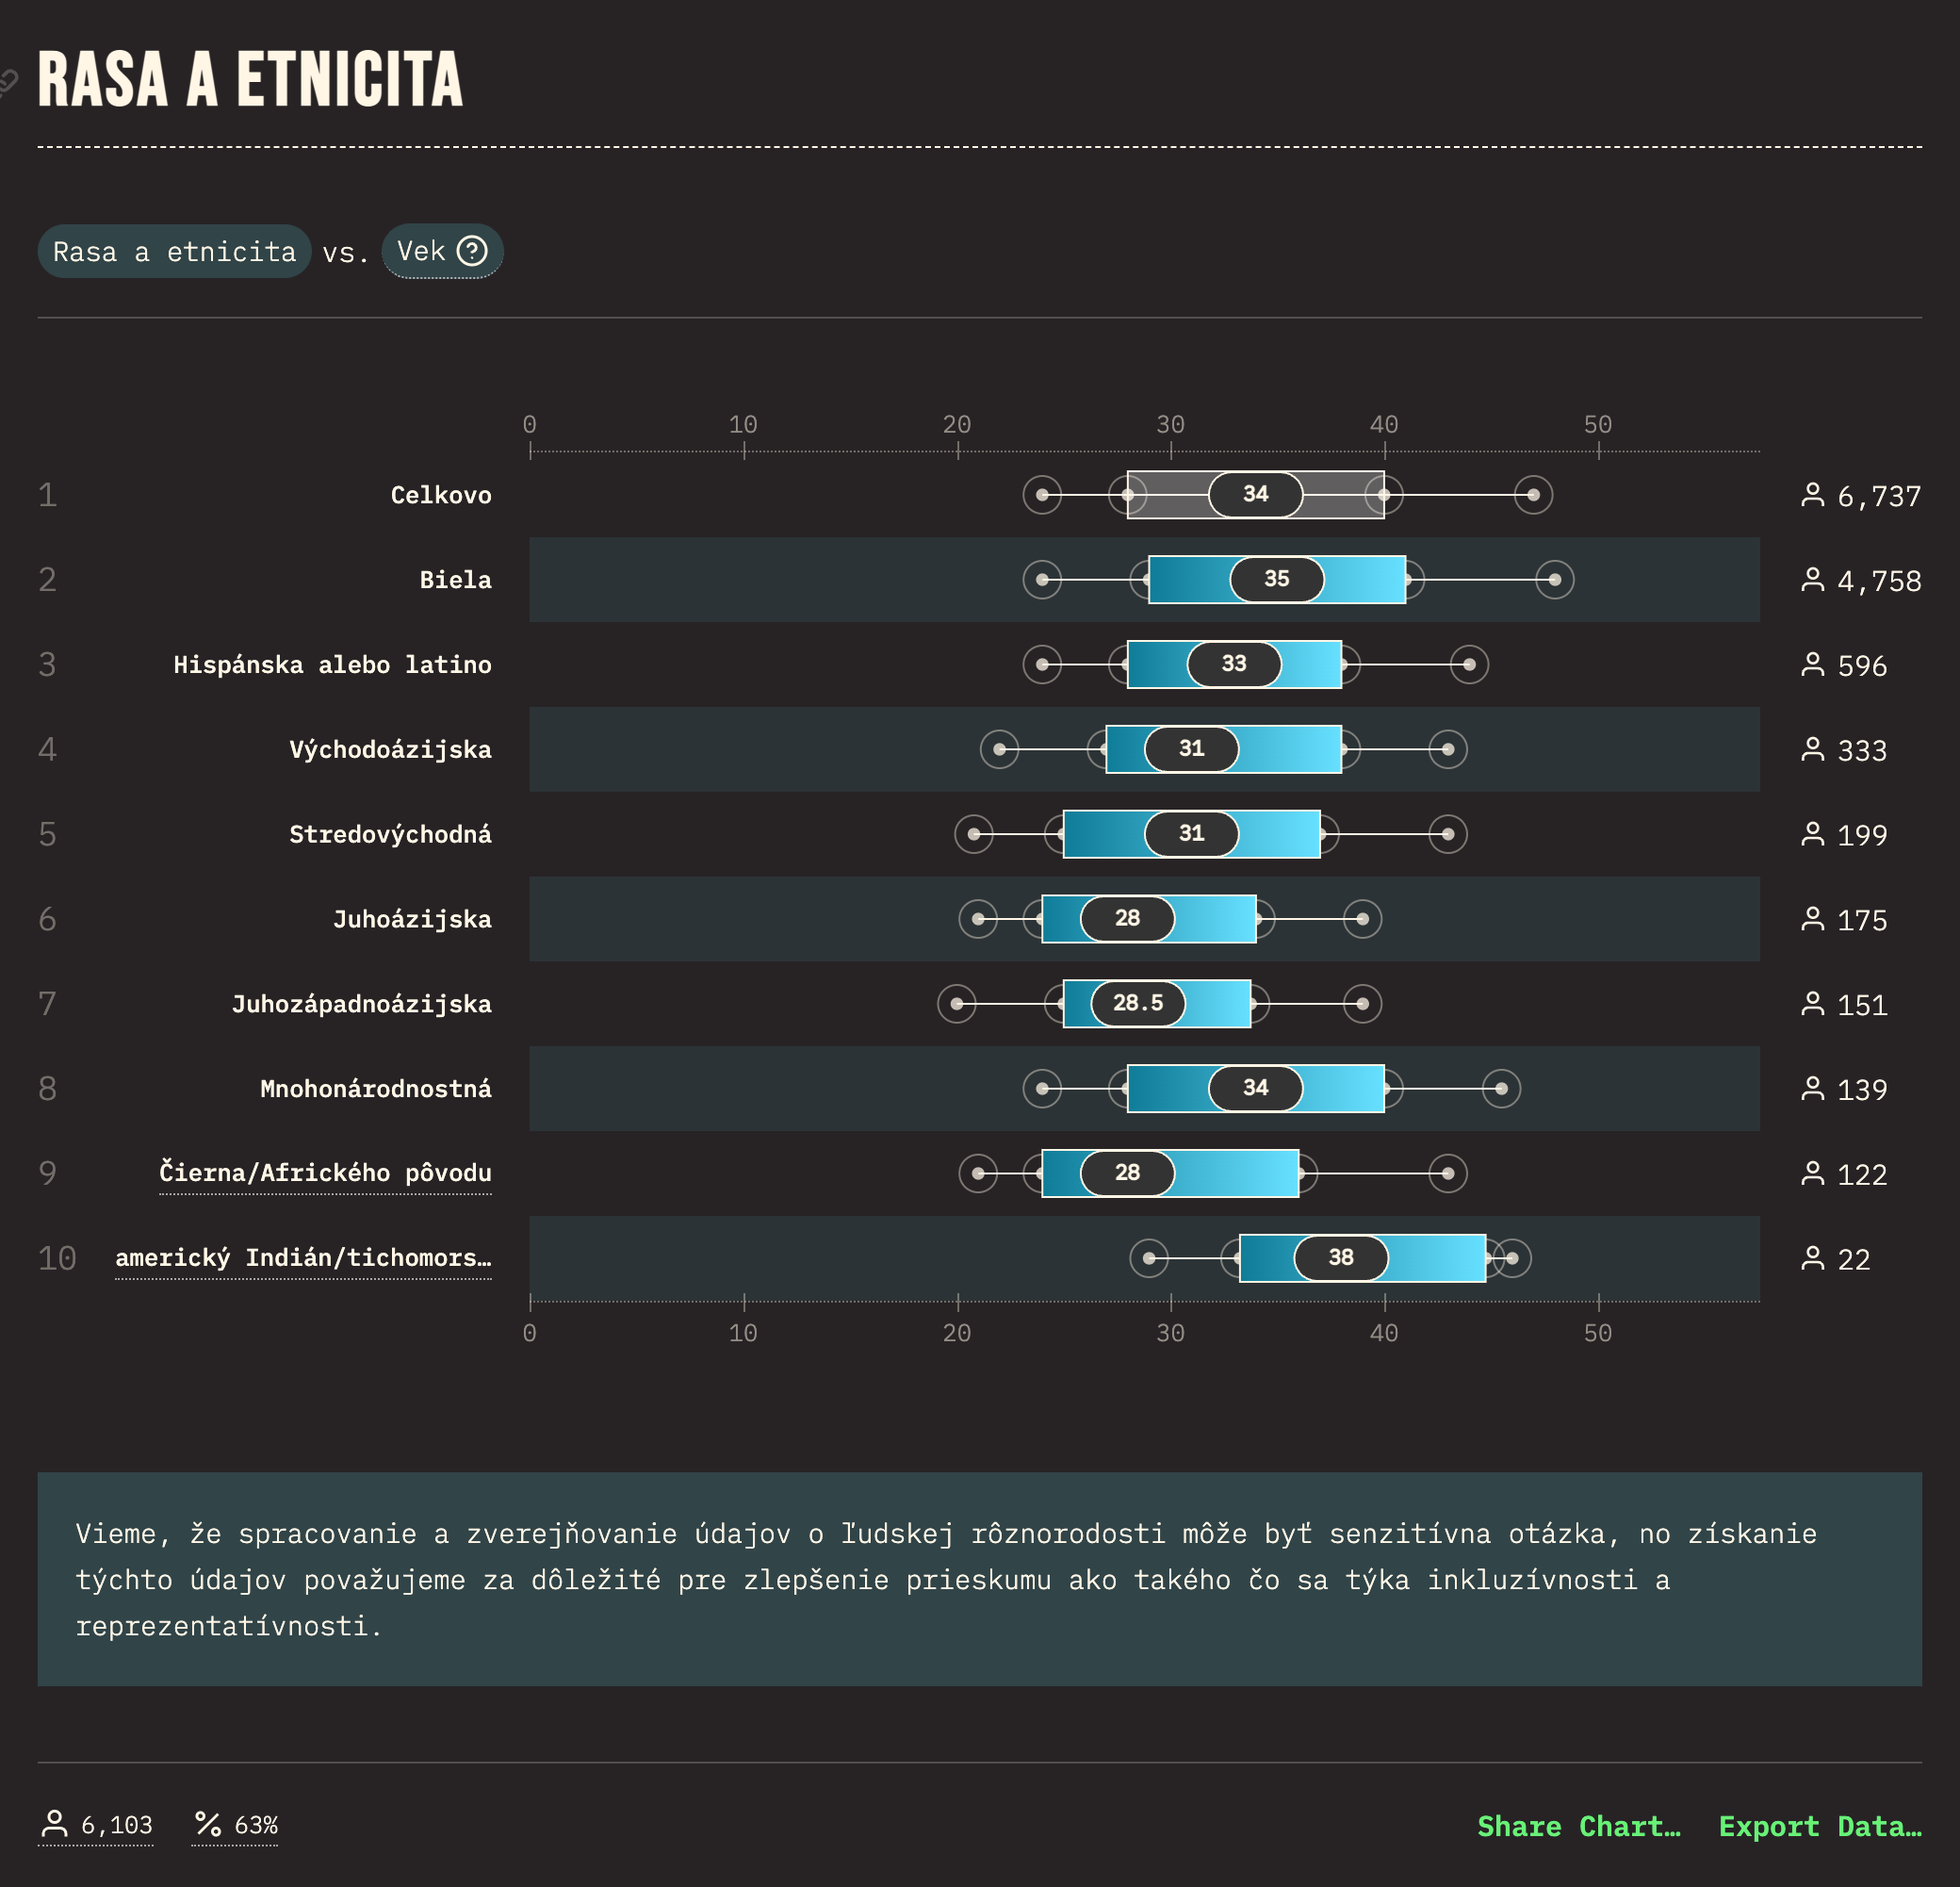 RASA A ETNICITA
Rasa a etnicita vs. Vek
0 10 20 30 40 50
1 Celkovo 34 6,737
2 Biela 35 4,758
3 Hispánska alebo latino 33 596
4 Východoázijska 31 333
5 Stredovýchodná 31 199
6 Juhoázijska 28 175
7 Juhozápadnoázijska 28.5 151
8 Mnohonárodnostná 34 139
9 Čierna/Afrického pôvodu 28 122
10 americký Indián/tichomors… 38 22
0 10 20 30 40 50
Vieme, že spracovanie a zverejňovanie údajov o ľudskej rôznorodosti môže byť senzitívna otázka, no získanie
týchto údajov považujeme za dôležité pre zlepšenie prieskumu ako takého čo sa týka inkluzívnosti a
reprezentatívnosti.
6,103 63% Share Chart… Export Data…